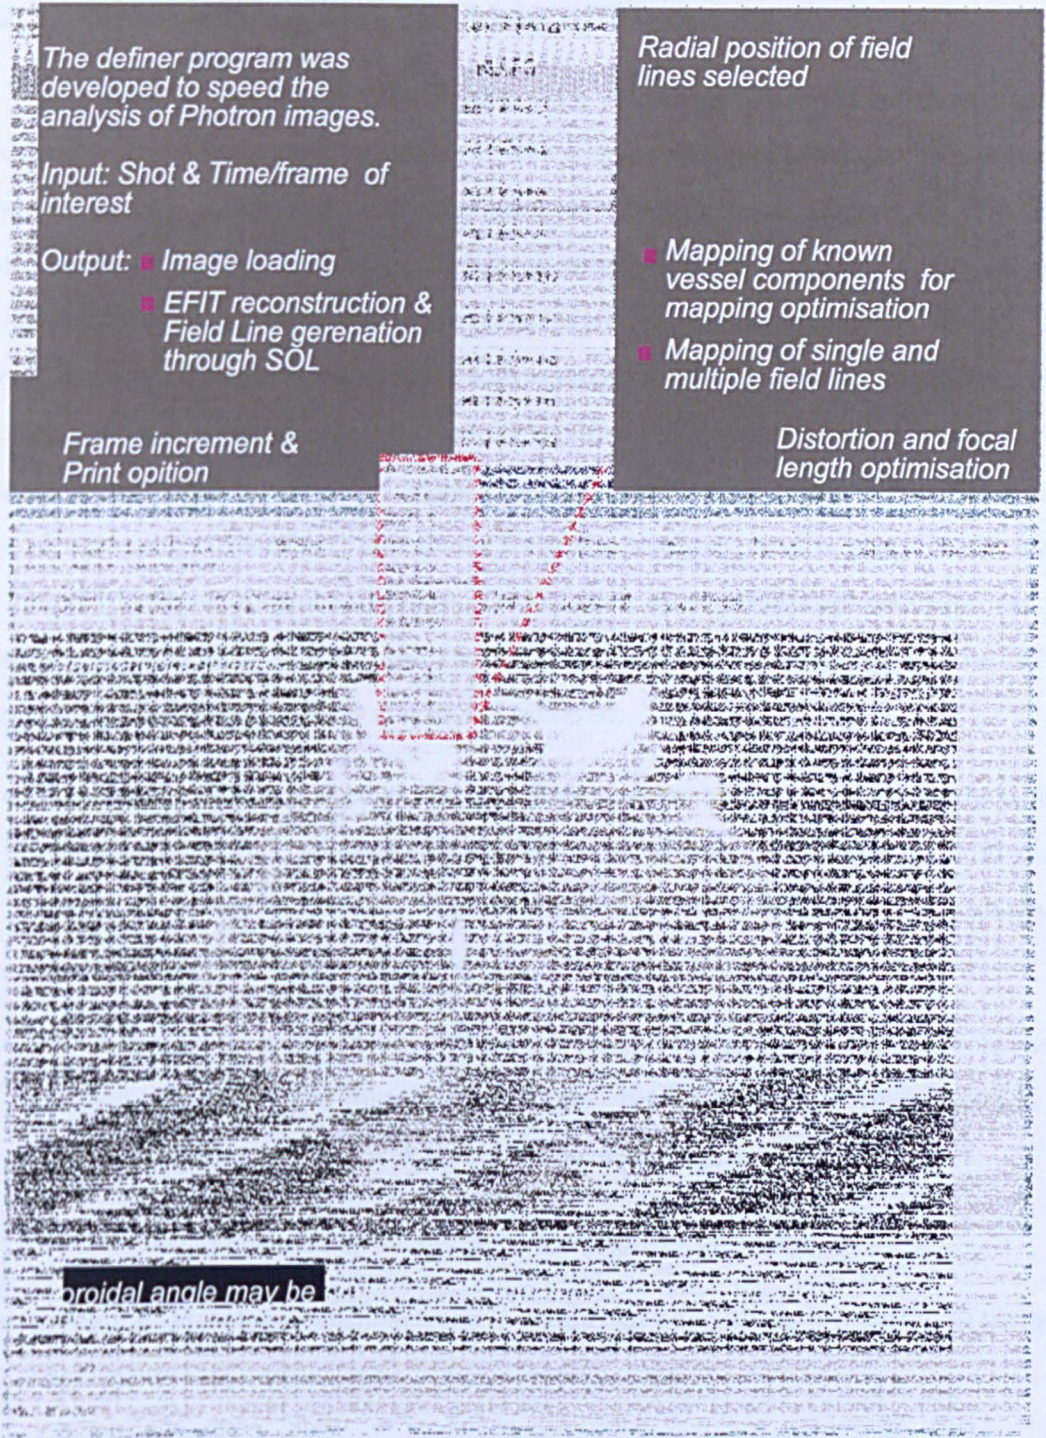 The definer program was
developed to speed the
analysis of Photron images.
Input: Shot & Time/frame of
interest
Output: Image loading
EFIT reconstruction &
Field Line gerenation
through SOL
Frame increment &
Print opition
Radial position of field
lines selected
Mapping of known
vessel components for
mapping optimisation
Mapping of single and
multiple field lines
Distortion and focal
length optimisation
oroidal angle may be